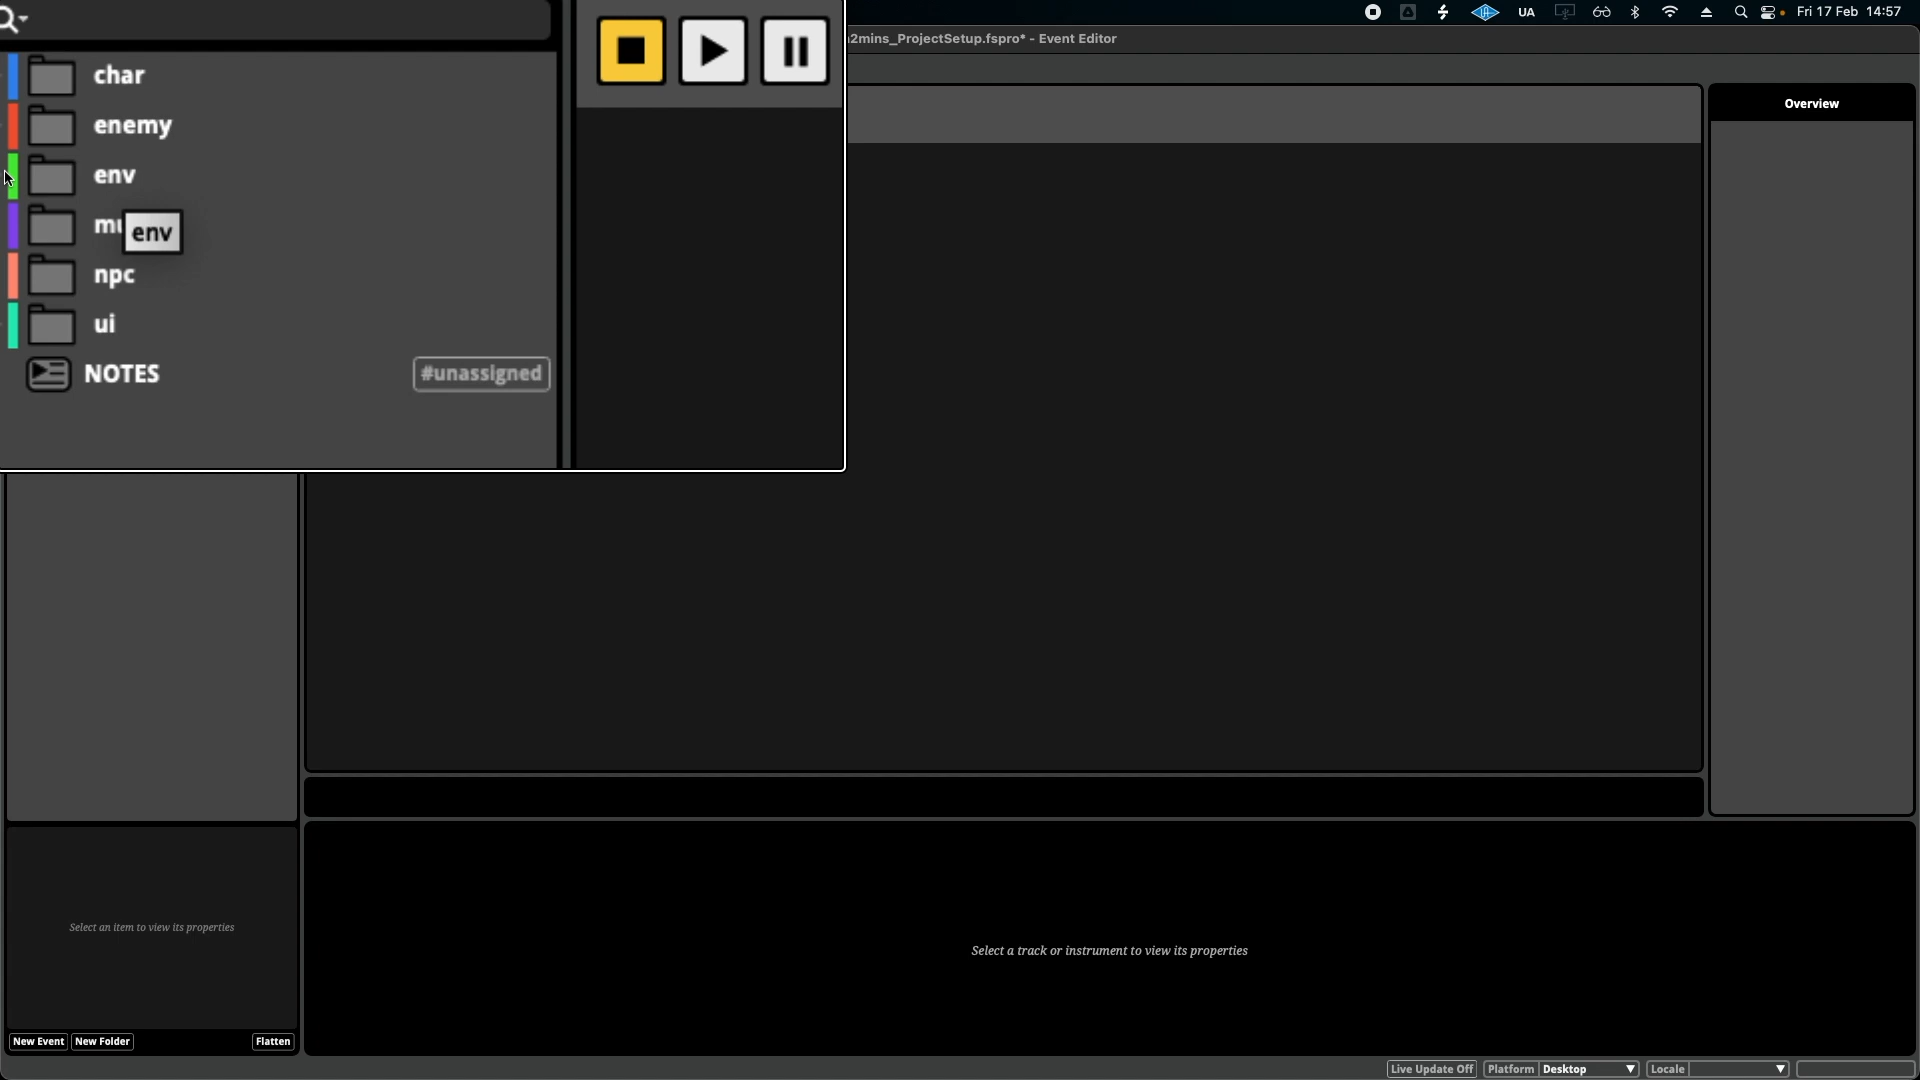 UA
Fri 17 Feb 14:57
2mins_ProjectSetup.fspro* - Event Editor
char
enemy
env
mu
env
npc
ui
NOTES
#unassigned
Overview
Select an item to view its properties
Select a track or instrument to view its properties
New Event
New Folder
Flatten
Live Update Off
Platform
Desktop
Locale